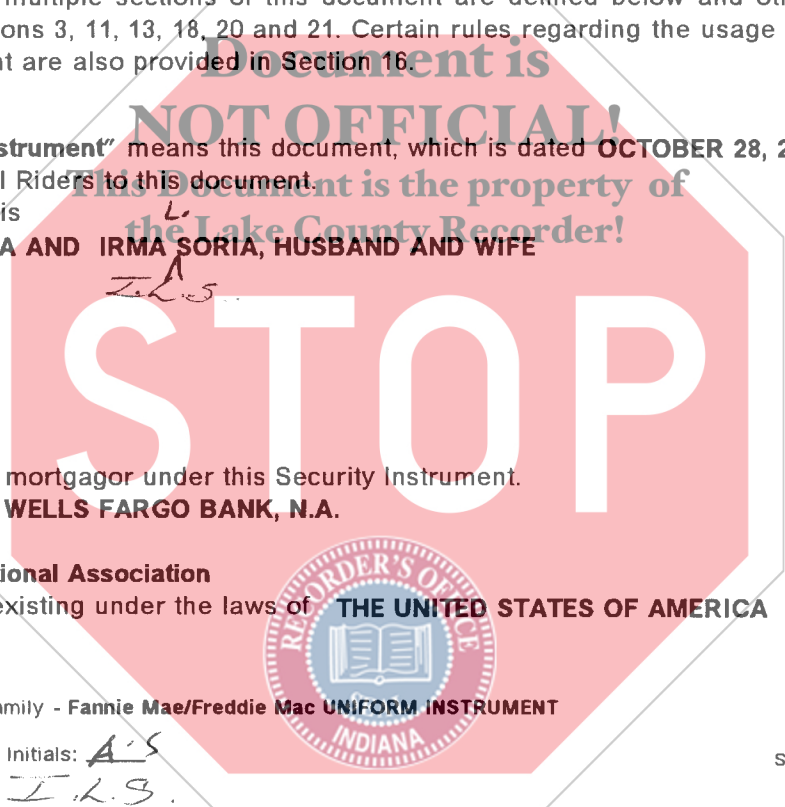 multiple sections of this document are defined below and
ons 3, 11, 13, 18, 20 and 21. Certain rules regarding the usage
t are also provided in Section 16.
Document is
NOT OFFICIAL!
strument" means this document, which is dated OCTOBER 28, 2
l Riders to this document.
This Document is the property of
is
L.
the Lake County Recorder!
A AND IRMA SORIA, HUSBAND AND WIFE
I.L.S.
STOP
mortgagor under this Security Instrument.
WELLS FARGO BANK, N.A.
tional Association
existing under the laws of THE UNITED STATES OF AMERICA
RECORDER'S OFFICE
amily - Fannie Mae/Freddie Mac UNIFORM INSTRUMENT
INDIANA
Initials: A.S
S
I.L.S.